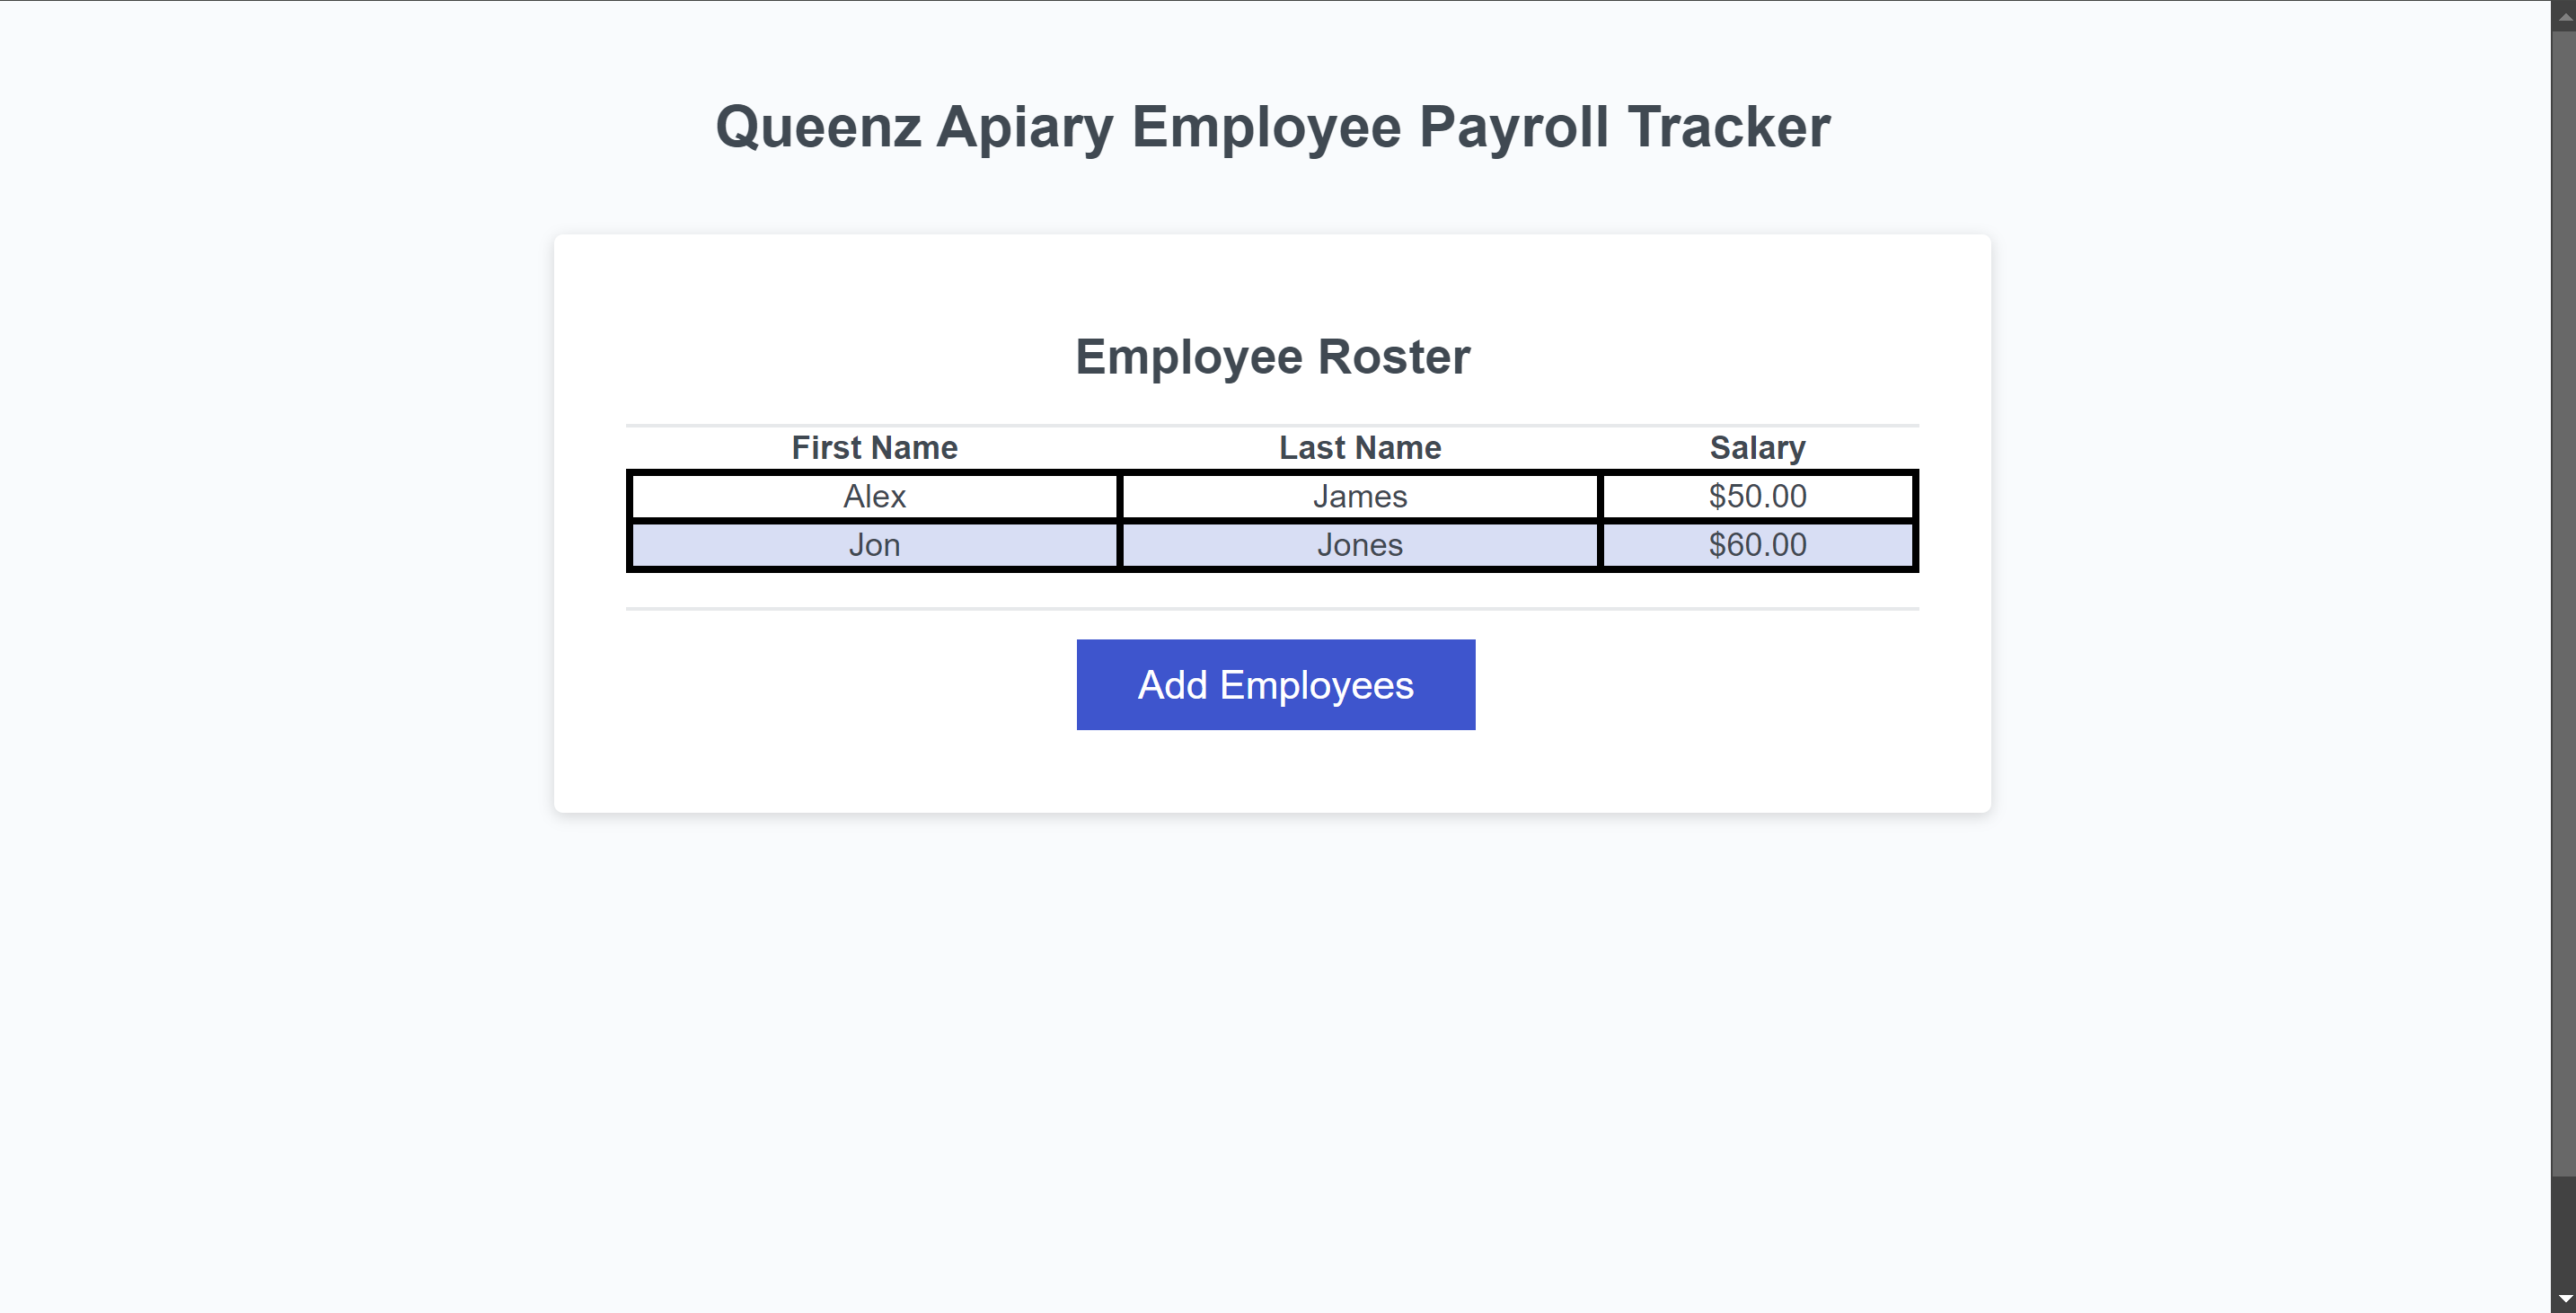 Queenz Apiary Employee Payroll Tracker
Employee Roster
First Name Last Name Salary
Alex James $50.00
Jon Jones $60.00
Add Employees